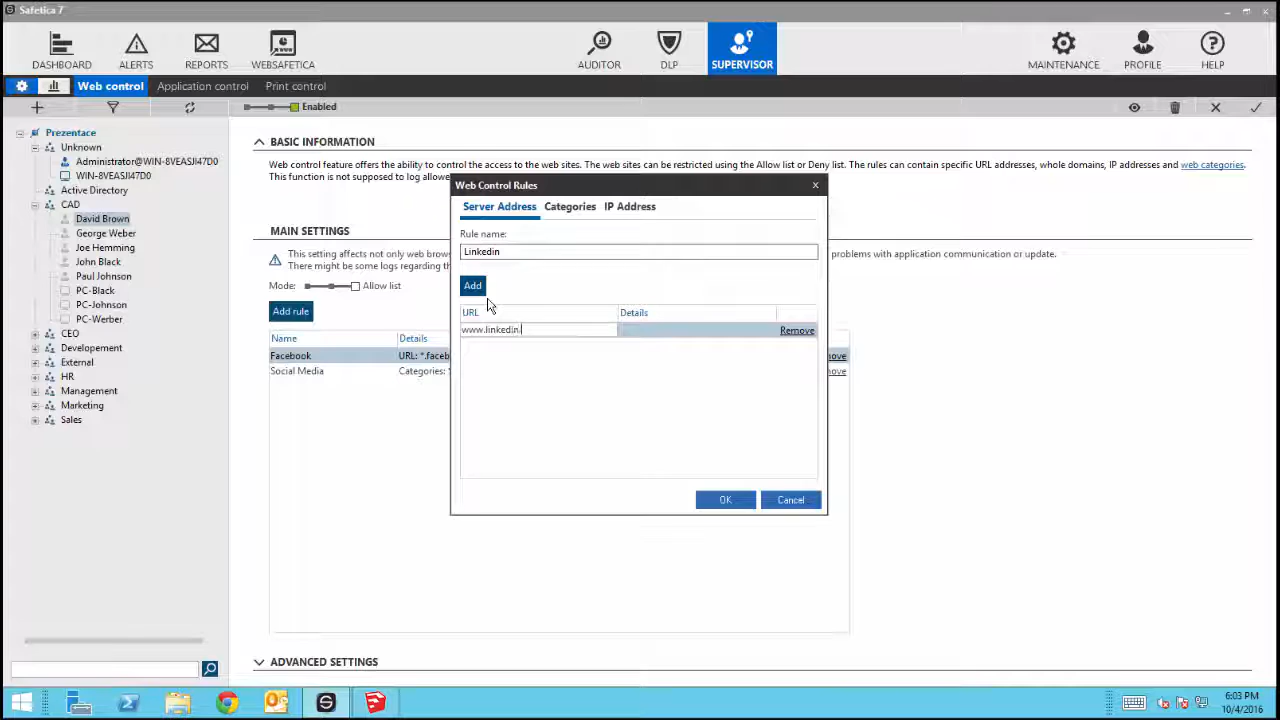 Safetica 7
DASHBOARD
ALERTS
REPORTS
WEBSAFETICA
AUDITOR
DLP
SUPERVISOR
MAINTENANCE
PROFILE
HELP
Web control
Application control
Print control
Enabled
Prezentace
Unknown
Administrator@WIN-8VEASJI47D0
WIN-8VEASJI47D0
Active Directory
CAD
David Brown
George Weber
Joe Hemming
John Black
Paul Johnson
PC-Black
PC-Johnson
PC-Werber
CEO
Developement
External
HR
Management
Marketing
Sales
BASIC INFORMATION
Web control feature offers the ability to control the access to the web sites. The web sites can be restricted using the Allow list or Deny list. The rules can contain specific URL addresses, whole domains, IP addresses and web categories.
This function is not supposed to log allowe
MAIN SETTINGS
This setting affects not only web brow
problems with application communication or update.
There might be some logs regarding th
Mode:
Allow list
Add rule
Name
Details
Facebook
URL: *.faceb
ove
Social Media
Categories: S
ove
Web Control Rules
Server Address
Categories
IP Address
Rule name:
Linkedin
Add
URL
Details
www.linkedin.
Remove
OK
Cancel
ADVANCED SETTINGS
6:03 PM
10/4/2016